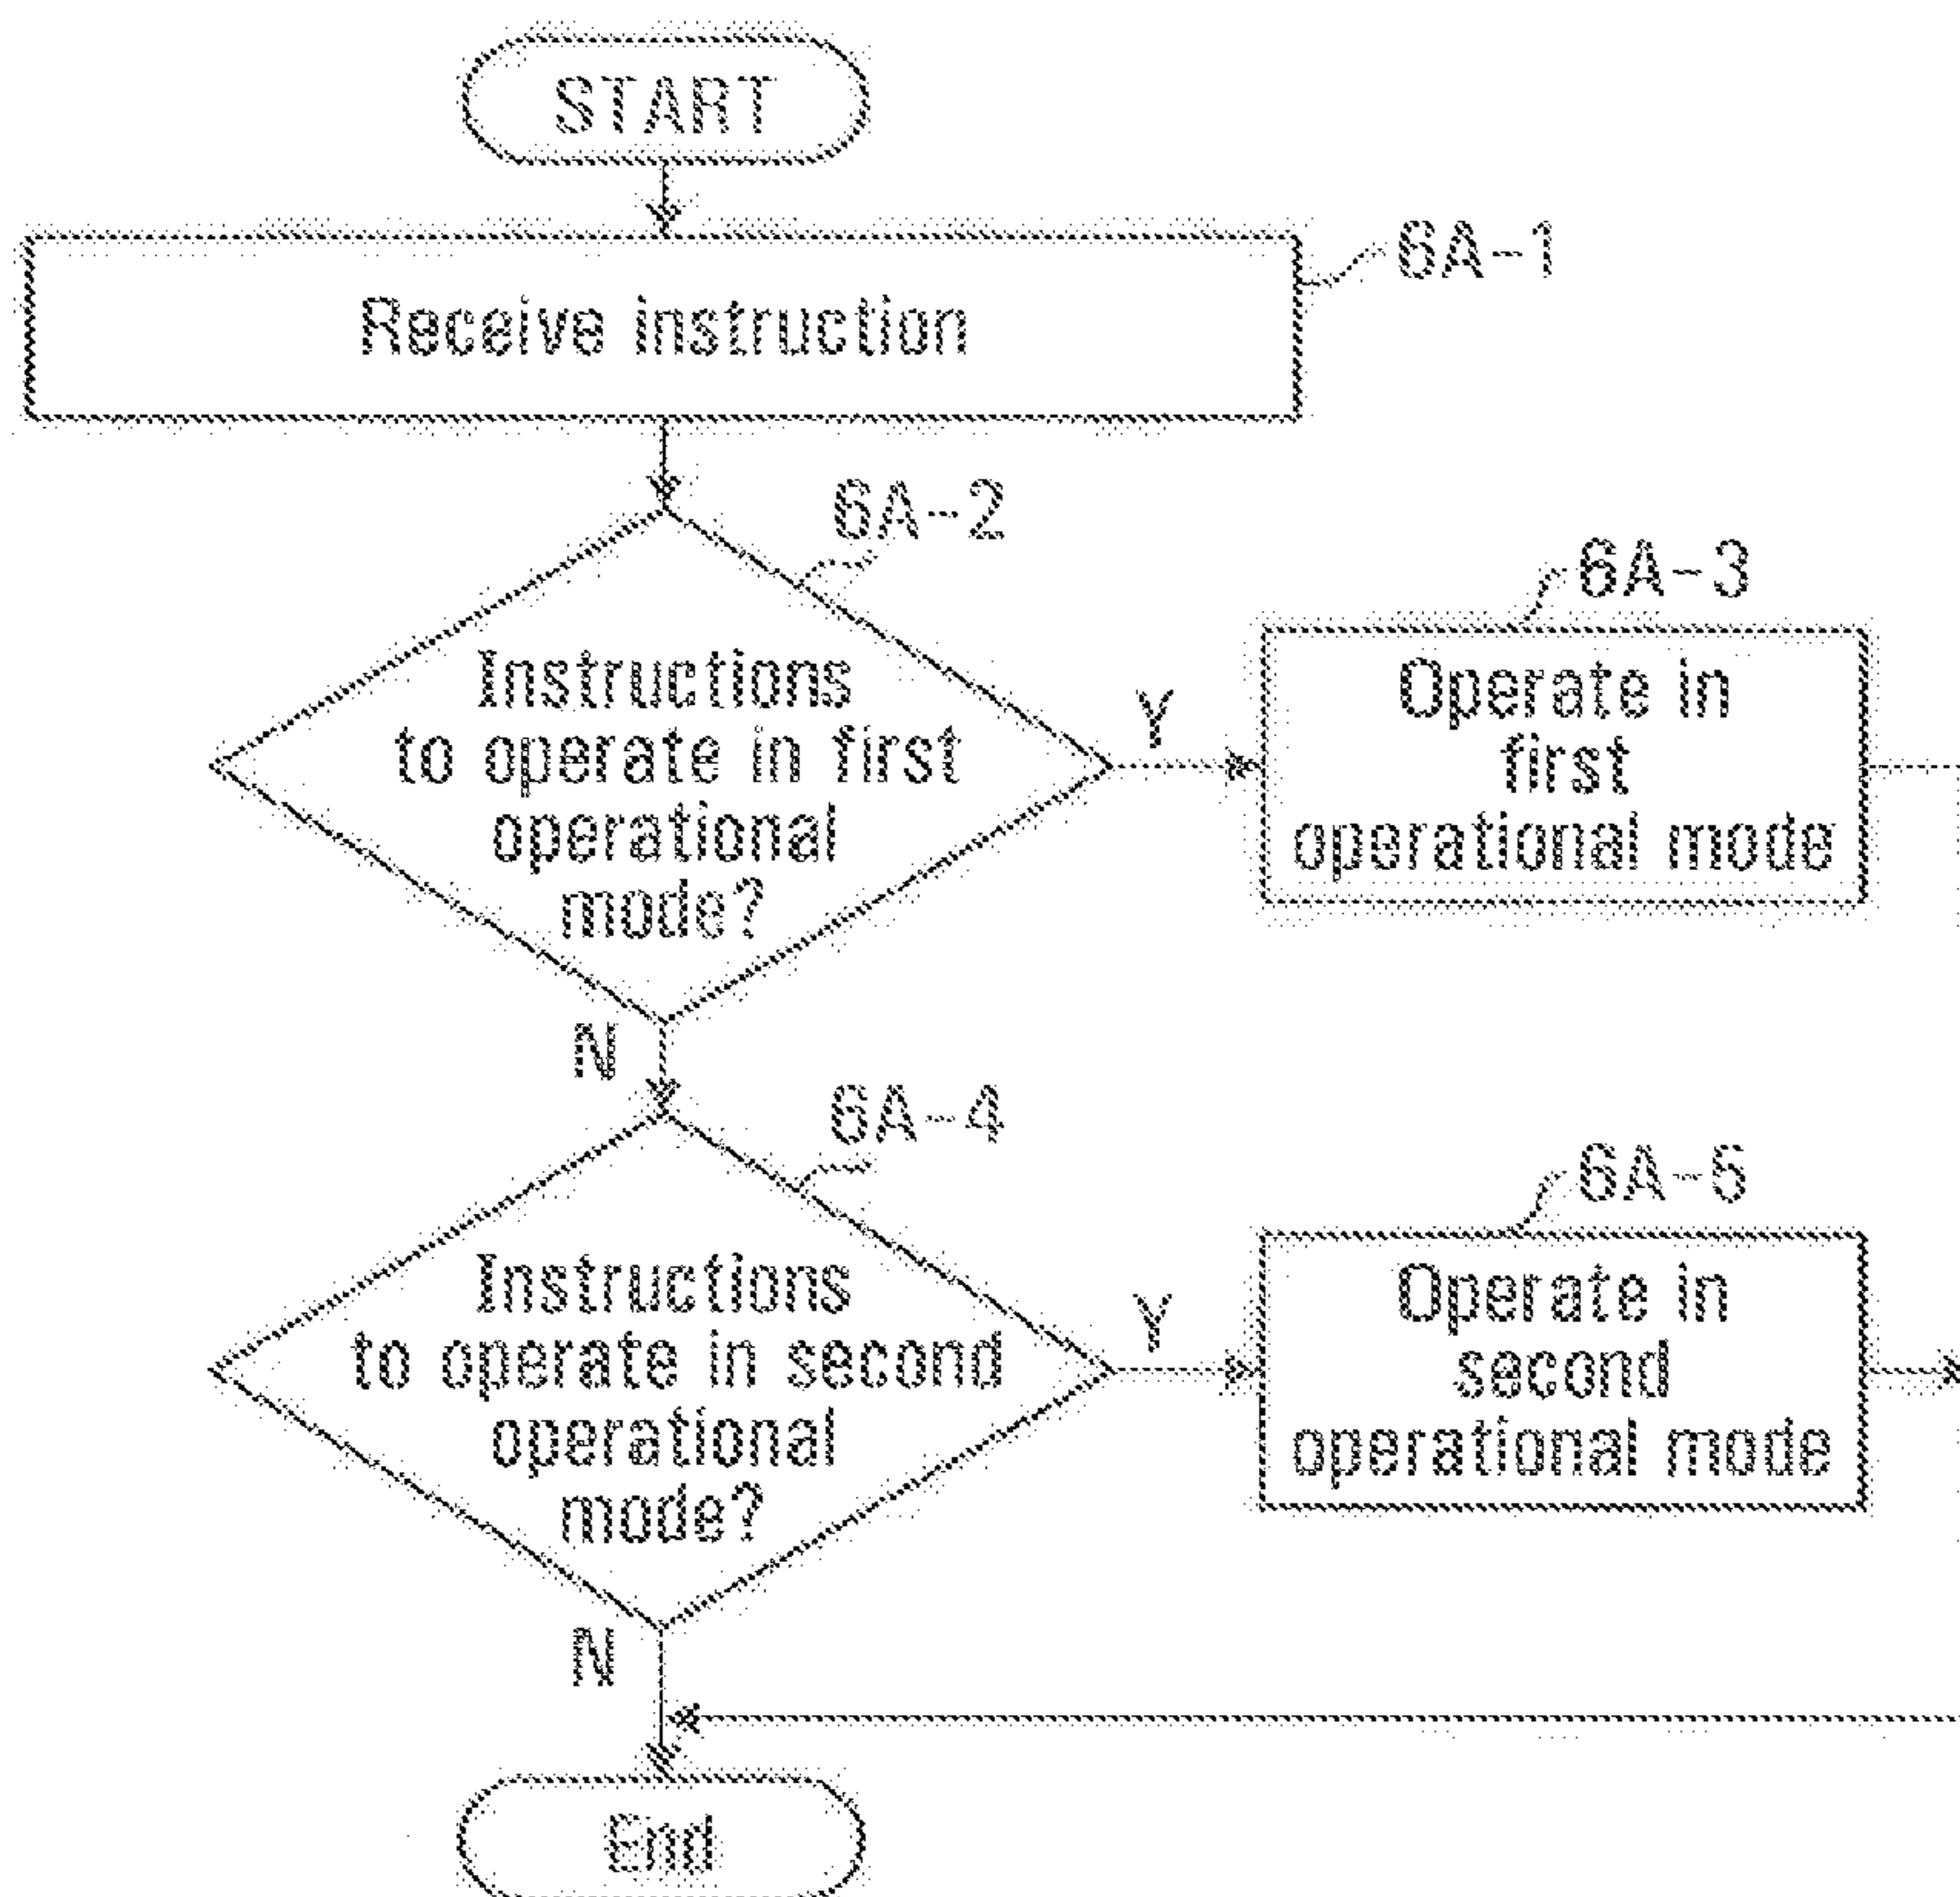 START
6A-1
Receive instruction
6A-2
Instructions
to operate in first
operational
mode?
Y
6A-3
Operate in
first
operational mode
N
6A-4
Instructions
to operate in second
operational
mode?
Y
6A-5
Operate in
second
operational mode
N
End